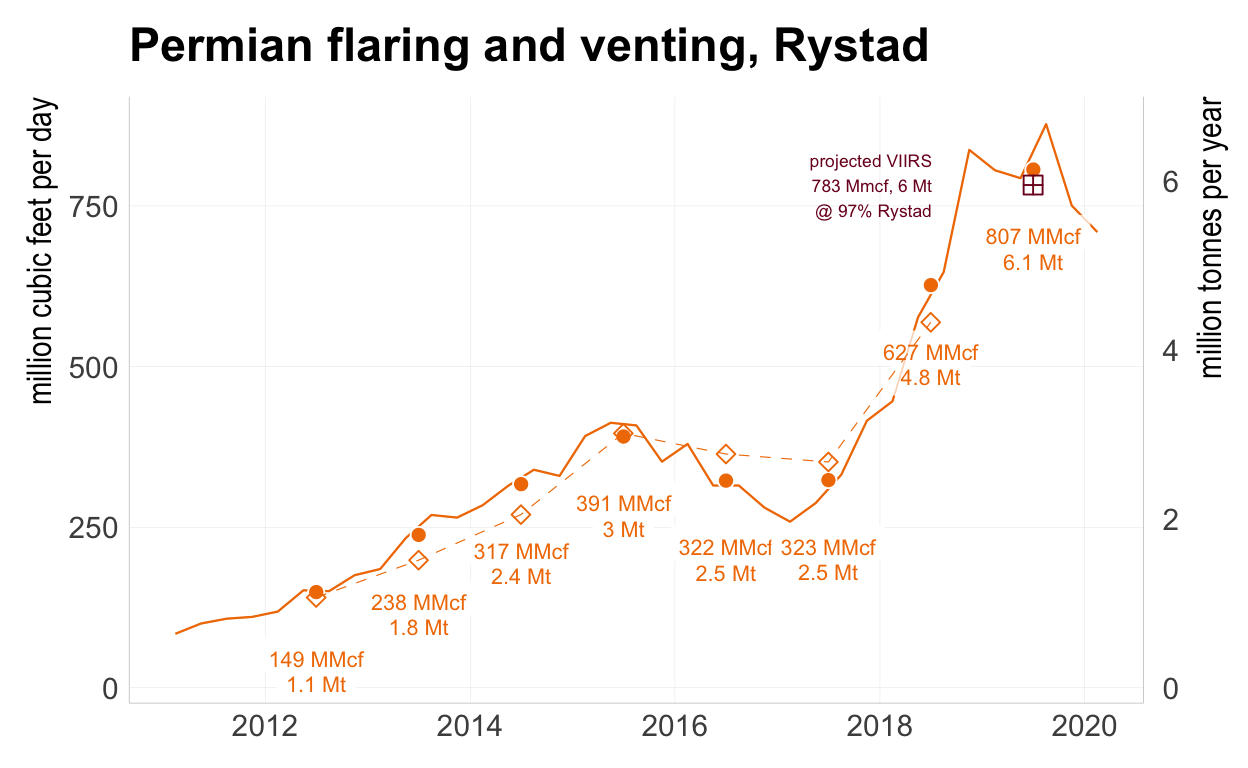 Permian flaring and venting, Rystad
million cubic feet per day
million tonnes per year
750
500
250
0
6
4
2
0
projected VIIRS
783 Mmcf, 6 Mt
@ 97% Rystad
807 MMcf
6.1 Mt
627 MMcf
4.8 Mt
391 MMcf
3 Mt
322 MMcf
2.5 Mt
323 MMcf
2.5 Mt
317 MMcf
2.4 Mt
238 MMcf
1.8 Mt
149 MMcf
1.1 Mt
2012
2014
2016
2018
2020